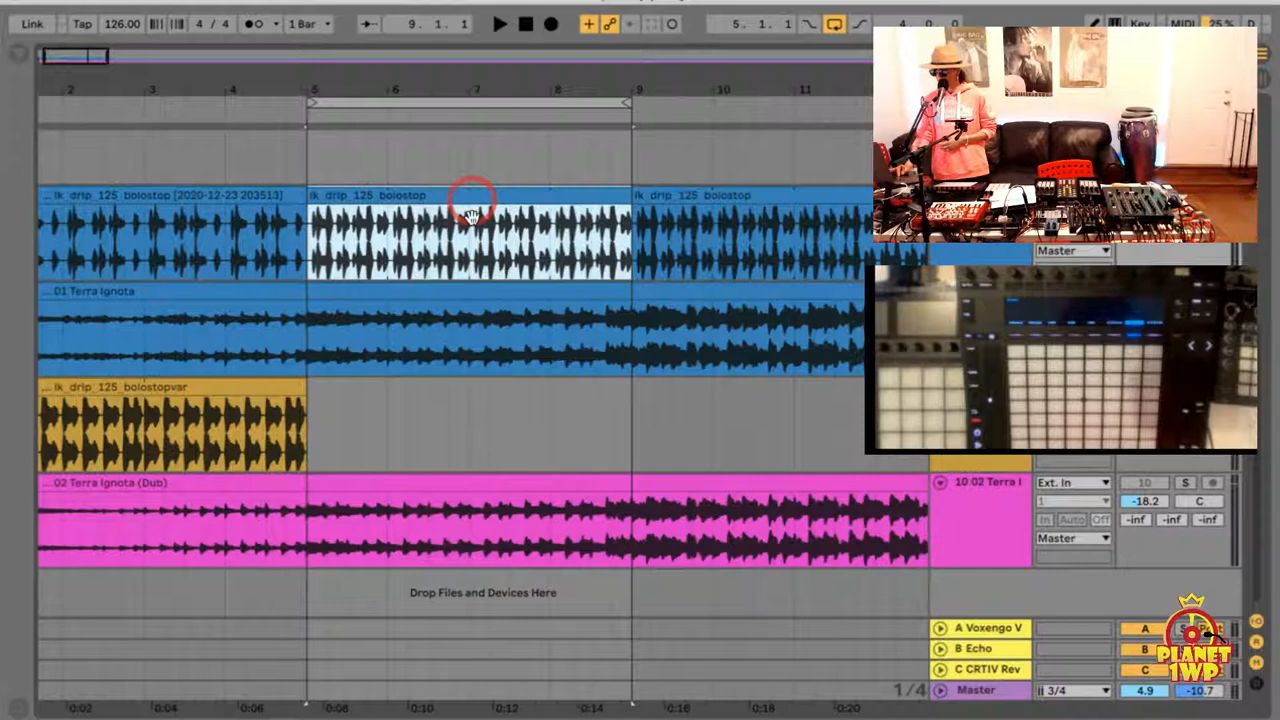 Link Tap 126.00 4 / 4 1 Bar 9. 1. 1 5. 1. 1 4. 0. 0 Key MIDI 25 % D
2 3 4 5 6 7 8 9 10 11
... lk_drip_125_bolostop [2020-12-23 203513] lk_drip_125_bolostop lk_drip_125_bolostop
Master
... 01 Terra Ignota
... lk_drip_125_bolostopvar
... 02 Terra Ignota (Dub) 10 02 Terra I Ext. In 10 S
1 -18.2 C
In Auto Off -inf -inf -inf
Master
Drop Files and Devices Here
A Voxengo V A
B Echo B
C CRTIV Rev C
1/4 Master 3/4 4.9 -10.7
0:02 0:04 0:06 0:08 0:10 0:12 0:14 0:16 0:18 0:20
PLANET
1WP